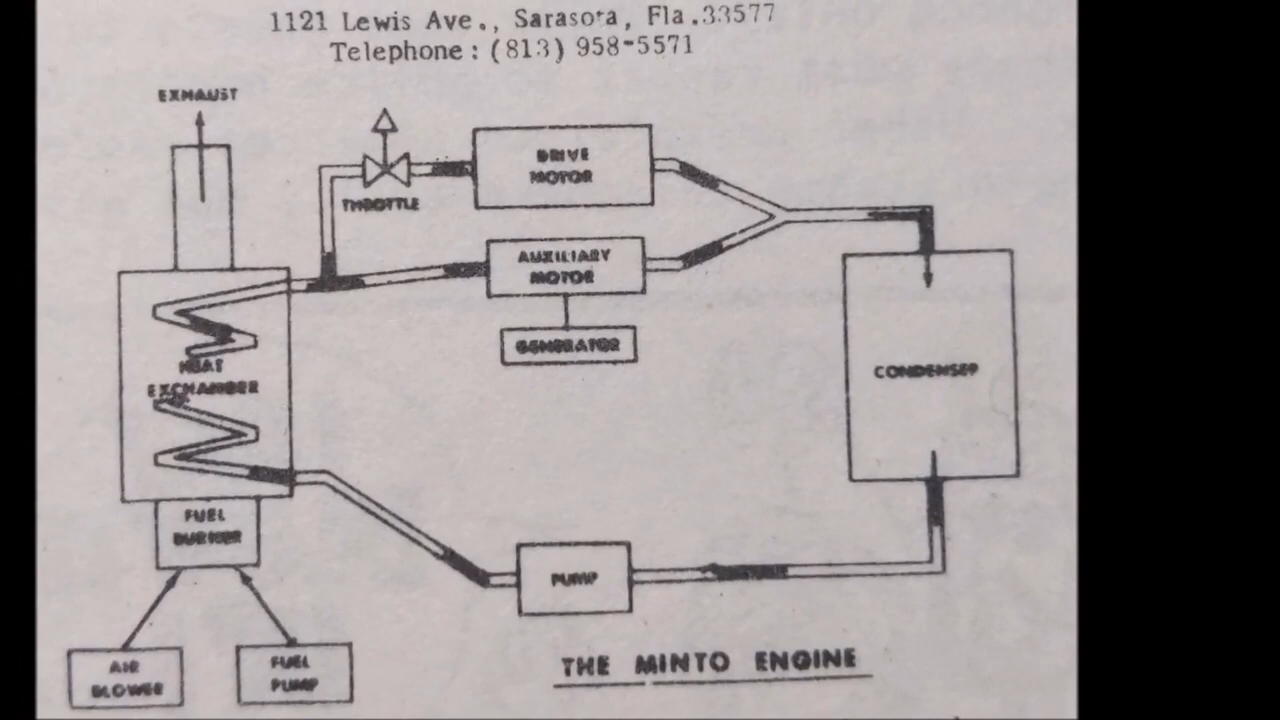 1121 Lewis Ave., Sarasota, Fla.33577
Telephone: (813) 958-5571
EXHAUST
DRIVE
MOTOR
THROTTLE
AUXILIARY
MOTOR
GENERATOR
HEAT
EXCHANGER
CONDENSER
FUEL
BURNER
PUMP
AIR
BLOWER
FUEL
PUMP
THE MINTO ENGINE